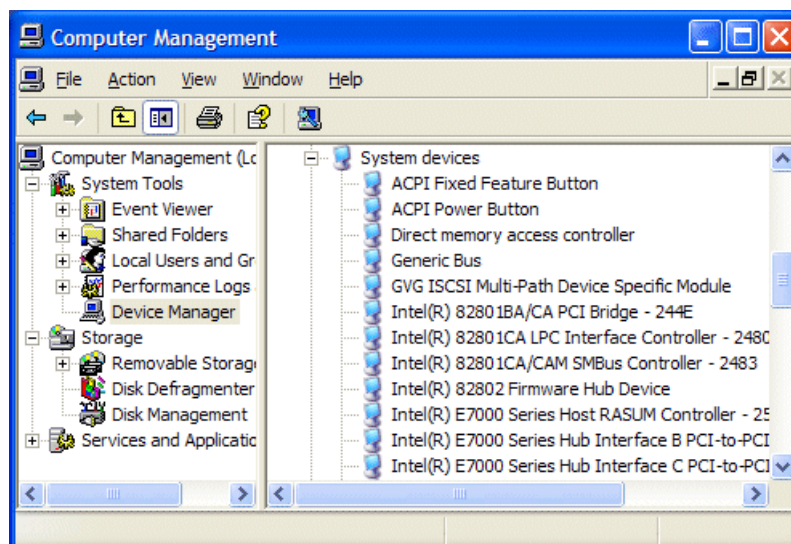 Computer Management
File Action View Window Help
Computer Management (Lc
System Tools
Event Viewer
Shared Folders
Local Users and Gr
Performance Logs
Device Manager
Storage
Removable Storage
Disk Defragmenter
Disk Management
Services and Applicatic
System devices
ACPI Fixed Feature Button
ACPI Power Button
Direct memory access controller
Generic Bus
GVG ISCSI Multi-Path Device Specific Module
Intel(R) 82801BA/CA PCI Bridge - 244E
Intel(R) 82801CA LPC Interface Controller - 2480
Intel(R) 82801CA/CAM SMBus Controller - 2483
Intel(R) 82802 Firmware Hub Device
Intel(R) E7000 Series Host RASUM Controller - 25
Intel(R) E7000 Series Hub Interface B PCI-to-PCI
Intel(R) E7000 Series Hub Interface C PCI-to-PCI